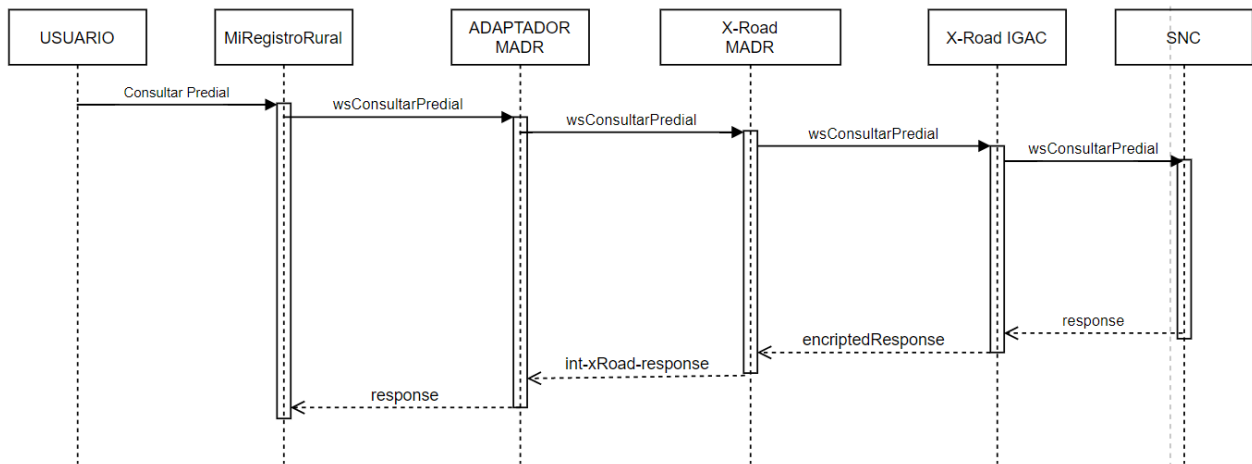 USUARIO
MiRegistroRural
ADAPTADOR
MADR
X-Road
MADR
X-Road IGAC
SNC
Consultar Predial
wsConsultarPredial
wsConsultarPredial
wsConsultarPredial
wsConsultarPredial
response
encriptedResponse
int-xRoad-response
response